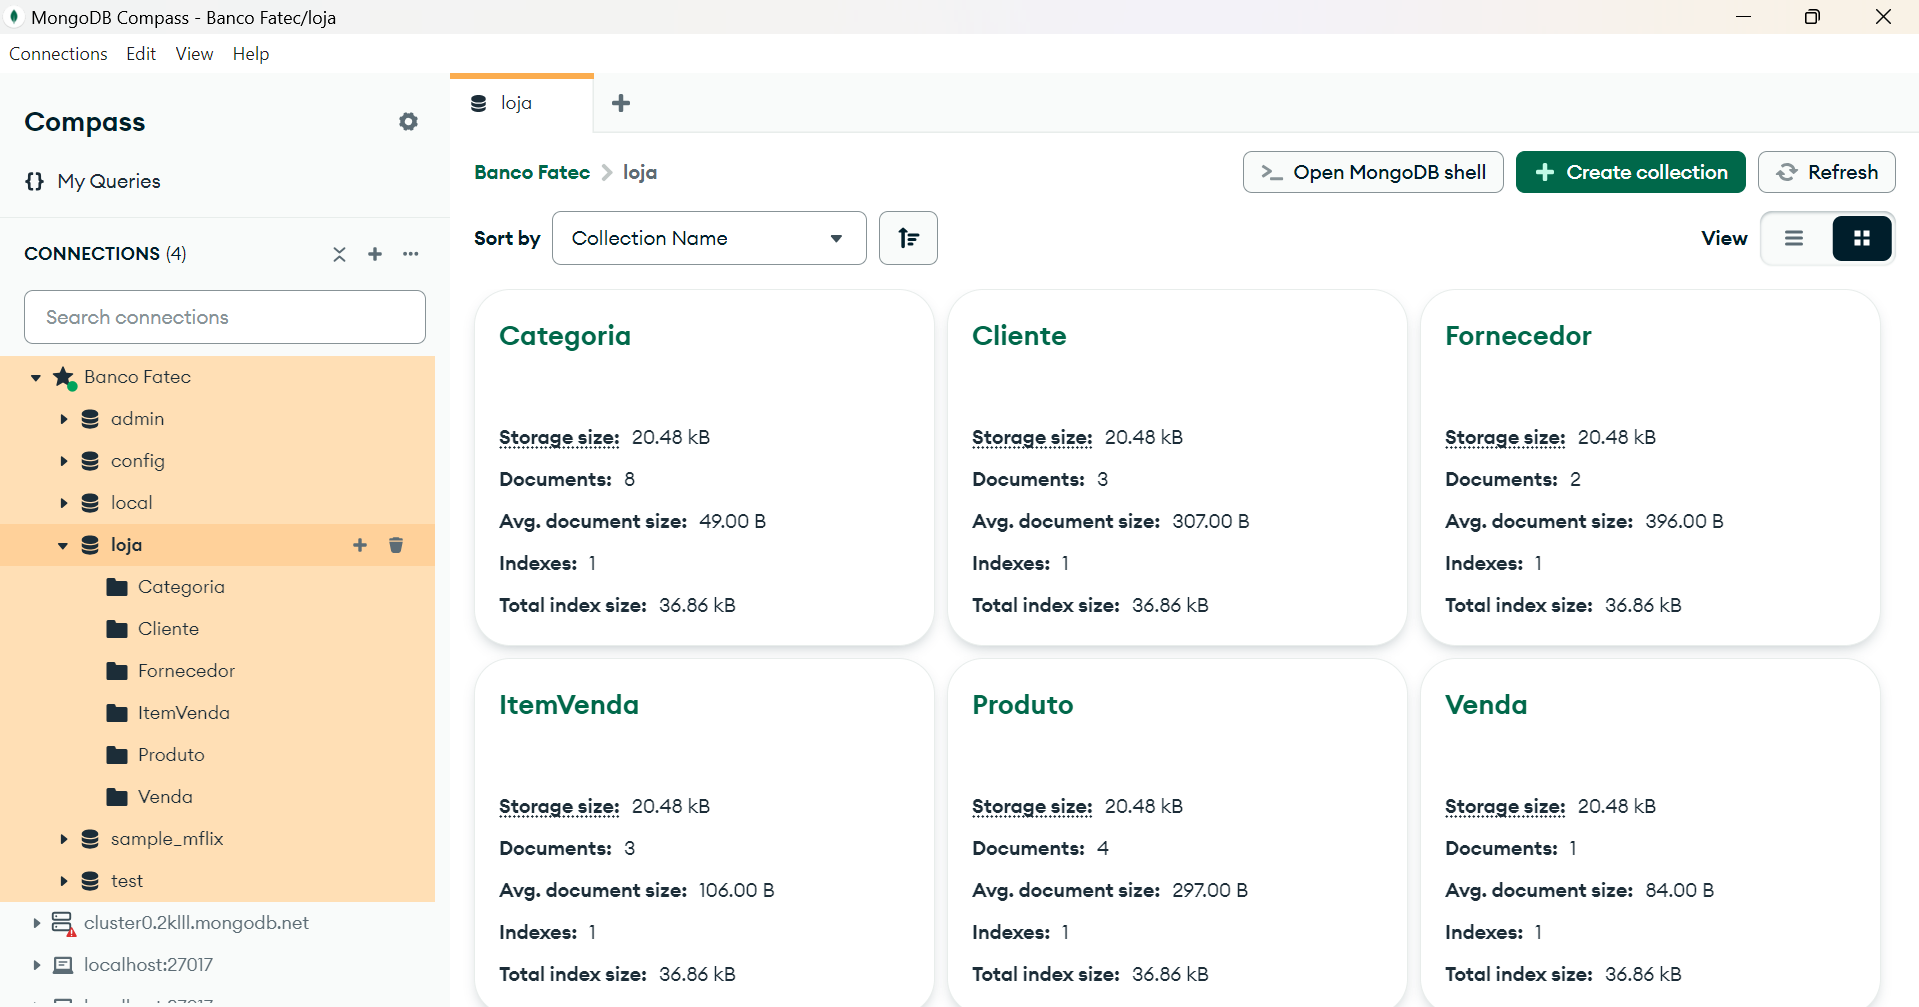 MongoDB Compass - Banco Fatec/loja
Connections Edit View Help
Compass
{} My Queries
CONNECTIONS (4)
Search connections
Banco Fatec
admin
config
local
loja
Categoria
Cliente
Fornecedor
ItemVenda
Produto
Venda
sample_mflix
test
cluster0.2klll.mongodb.net
localhost:27017
loja
Banco Fatec > loja
>_ Open MongoDB shell
+ Create collection
Refresh
Sort by Collection Name
View
Categoria
Storage size: 20.48 kB
Documents: 8
Avg. document size: 49.00 B
Indexes: 1
Total index size: 36.86 kB
Cliente
Storage size: 20.48 kB
Documents: 3
Avg. document size: 307.00 B
Indexes: 1
Total index size: 36.86 kB
Fornecedor
Storage size: 20.48 kB
Documents: 2
Avg. document size: 396.00 B
Indexes: 1
Total index size: 36.86 kB
ItemVenda
Storage size: 20.48 kB
Documents: 3
Avg. document size: 106.00 B
Indexes: 1
Total index size: 36.86 kB
Produto
Storage size: 20.48 kB
Documents: 4
Avg. document size: 297.00 B
Indexes: 1
Total index size: 36.86 kB
Venda
Storage size: 20.48 kB
Documents: 1
Avg. document size: 84.00 B
Indexes: 1
Total index size: 36.86 kB